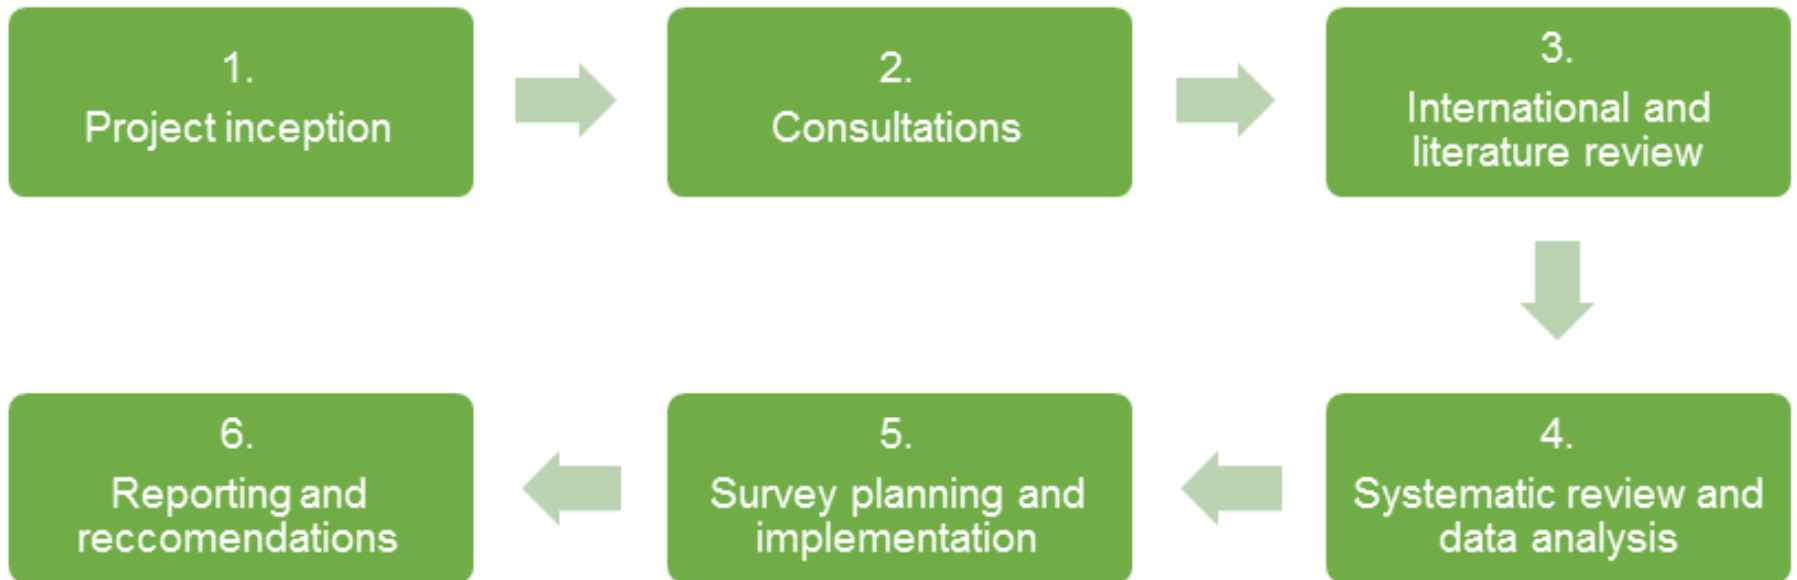 1.
Project inception
2.
Consultations
3.
International and
literature review
4.
Systematic review and
data analysis
5.
Survey planning and
implementation
6.
Reporting and
reccomendations